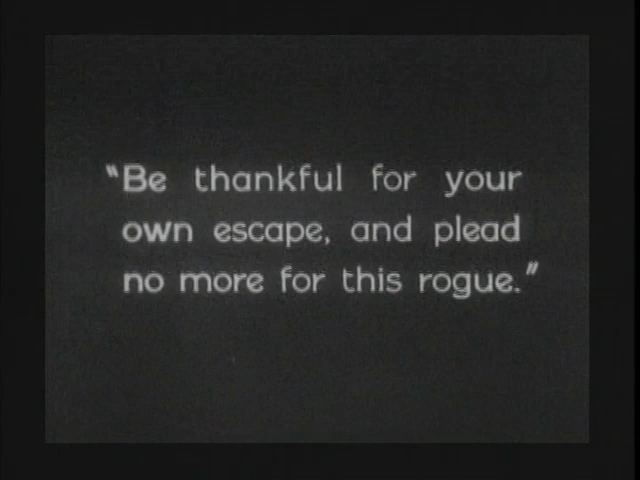 "Be thankful for your
own escape, and plead
no more for this rogue."